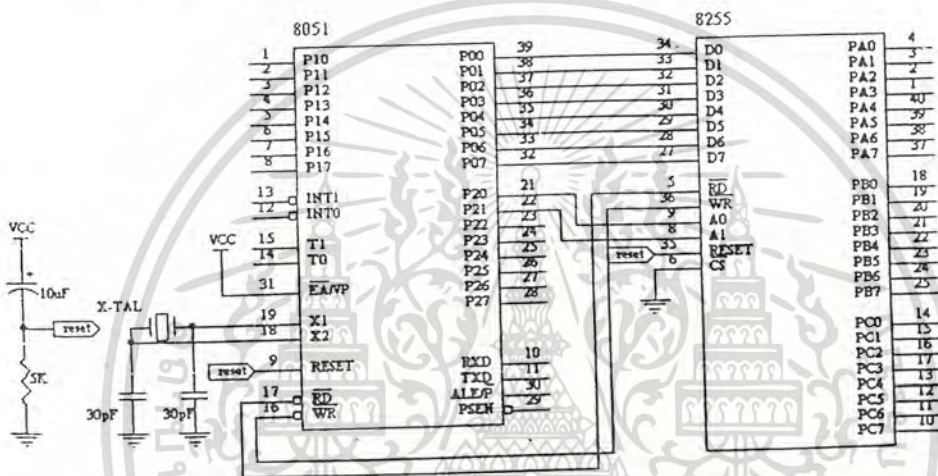 8051
8255
1 P10
2 P11
3 P12
4 P13
5 P14
6 P15
7 P16
8 P17
13 INT1
12 INT0
15 T1
14 T0
VCC
31 EA/VP
19 X1
18 X2
reset 9 RESET
17 RD
16 WR
P00 39
P01 38
P02 37
P03 36
P04 35
P05 34
P06 33
P07 32
P20 21
P21 22
P22 23
P23 24
P24 25
P25 26
P26 27
P27 28
RXD 10
TXD 11
ALE/P 30
PSEN 29
34 D0
33 D1
32 D2
31 D3
30 D4
29 D5
28 D6
27 D7
5 RD
36 WR
9 A0
8 A1
reset 35 RESET
6 CS
PA0 4
PA1 3
PA2 2
PA3 1
PA4 40
PA5 39
PA6 38
PA7 37
PB0 18
PB1 19
PB2 20
PB3 21
PB4 22
PB5 23
PB6 24
PB7 25
PC0 14
PC1 15
PC2 16
PC3 17
PC4 13
PC5 12
PC6 11
PC7 10
VCC
+
10uF
reset
5K
X-TAL
30pF
30pF